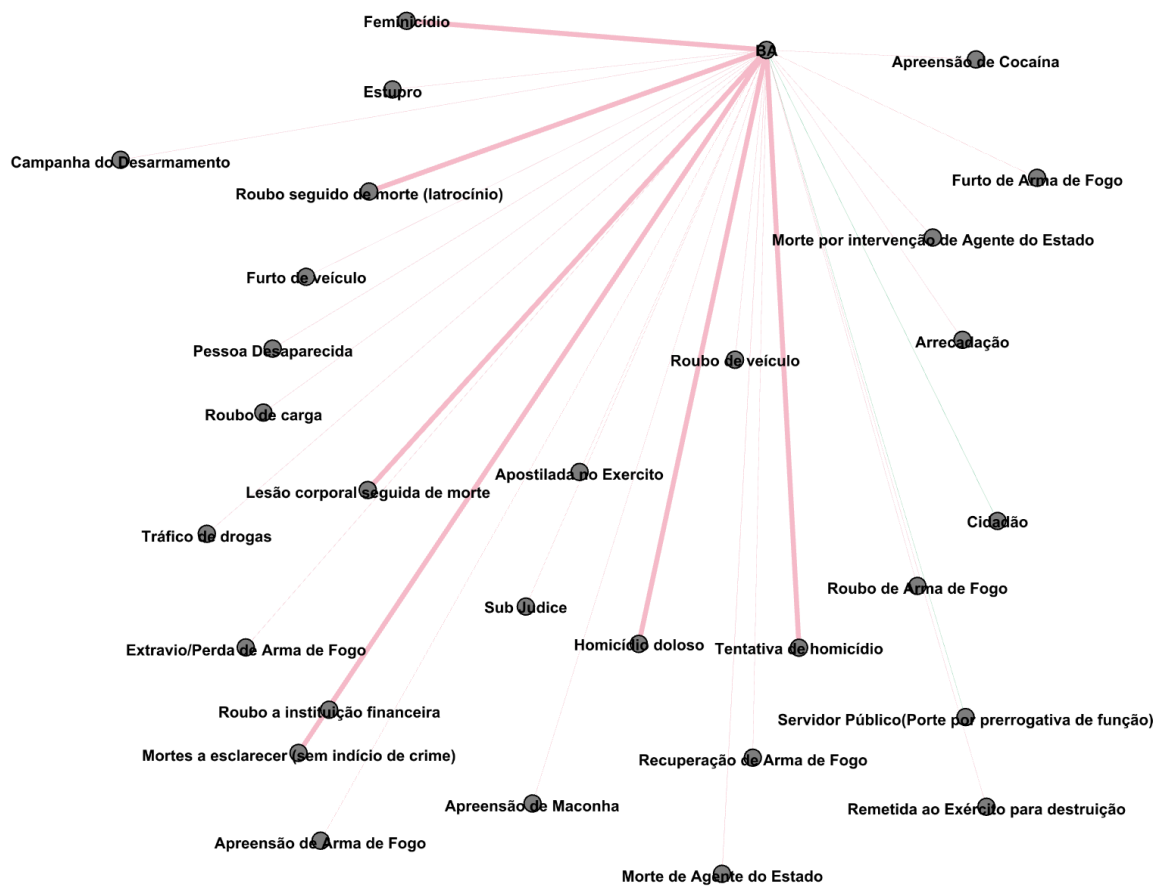 Feminicídio
BA
Apreensão de Cocaína
Estupro
Campanha do Desarmamento
Furto de Arma de Fogo
Roubo seguido de morte (latrocínio)
Morte por intervenção de Agente do Estado
Furto de veículo
Arrecadação
Pessoa Desaparecida
Roubo de veículo
Roubo de carga
Apostilada no Exercito
Lesão corporal seguida de morte
Cidadão
Tráfico de drogas
Roubo de Arma de Fogo
Sub Judice
Homicídio doloso
Tentativa de homicídio
Extravio/Perda de Arma de Fogo
Roubo a instituição financeira
Servidor Público(Porte por prerrogativa de função)
Mortes a esclarecer (sem indício de crime)
Recuperação de Arma de Fogo
Apreensão de Maconha
Remetida ao Exército para destruição
Apreensão de Arma de Fogo
Morte de Agente do Estado